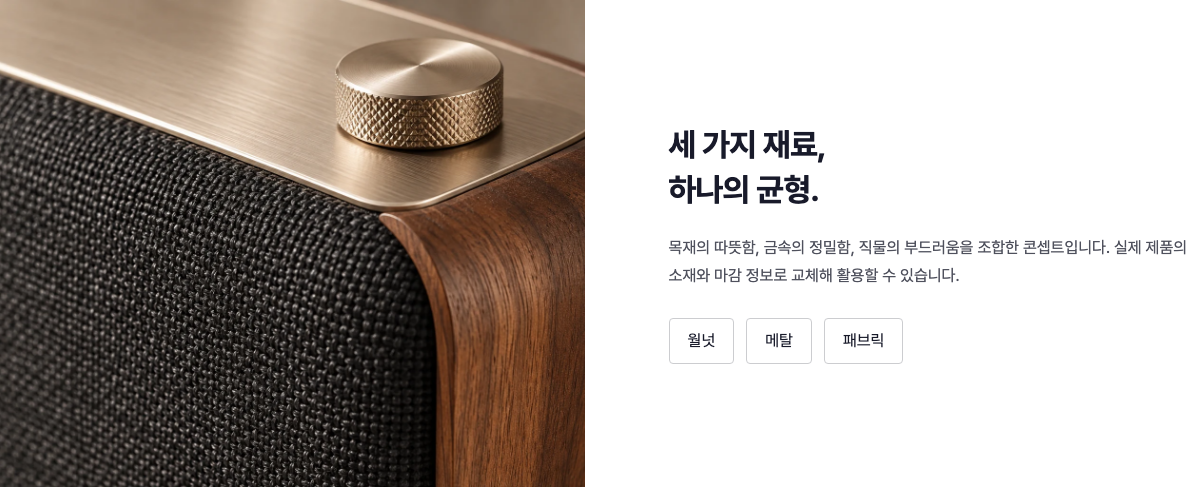 세 가지 재료,
하나의 균형.
목재의 따뜻함, 금속의 정밀함, 직물의 부드러움을 조합한 콘셉트입니다. 실제 제품의
소재와 마감 정보로 교체해 활용할 수 있습니다.
월넛
메탈
패브릭